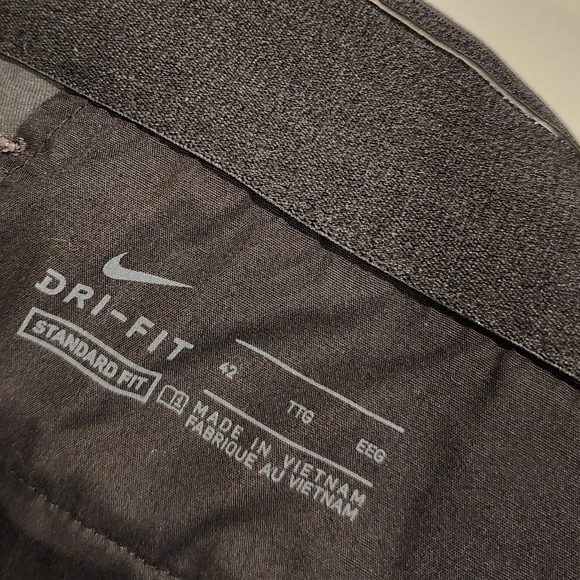 DRI-FIT
STANDARD FIT
42 TTG EEG
MADE IN VIETNAM
FABRIQUE AU VIETNAM